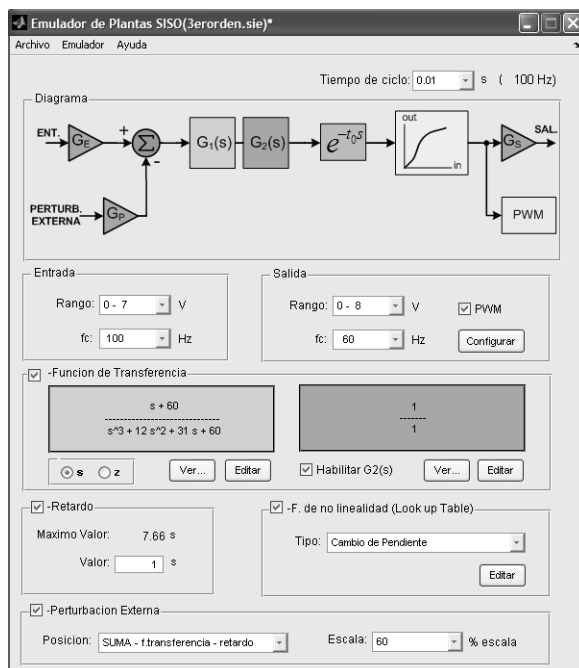 Emulador de Plantas SISO(3erorden.sie)*
Archivo Emulador Ayuda
Tiempo de ciclo: 0.01 s ( 100 Hz)
Diagrama
ENT. G_E + Σ - G₁(s) G₂(s) e^{-t₀s} out in G_S SAL.
PERTURB. EXTERNA G_P PWM
Entrada
Rango: 0 - 7 V
fc: 100 Hz
Salida
Rango: 0 - 8 V PWM
fc: 60 Hz Configurar
-Funcion de Transferencia
s + 60
------------------------------
s^3 + 12 s^2 + 31 s + 60
1
-------
1
s z Ver... Editar
Habilitar G2(s) Ver... Editar
-Retardo
Maximo Valor: 7.66 s
Valor: 1 s
-F. de no linealidad (Look up Table)
Tipo: Cambio de Pendiente
Editar
-Perturbacion Externa
Posicion: SUMA - f.transferencia - retardo Escala: 60 % escala